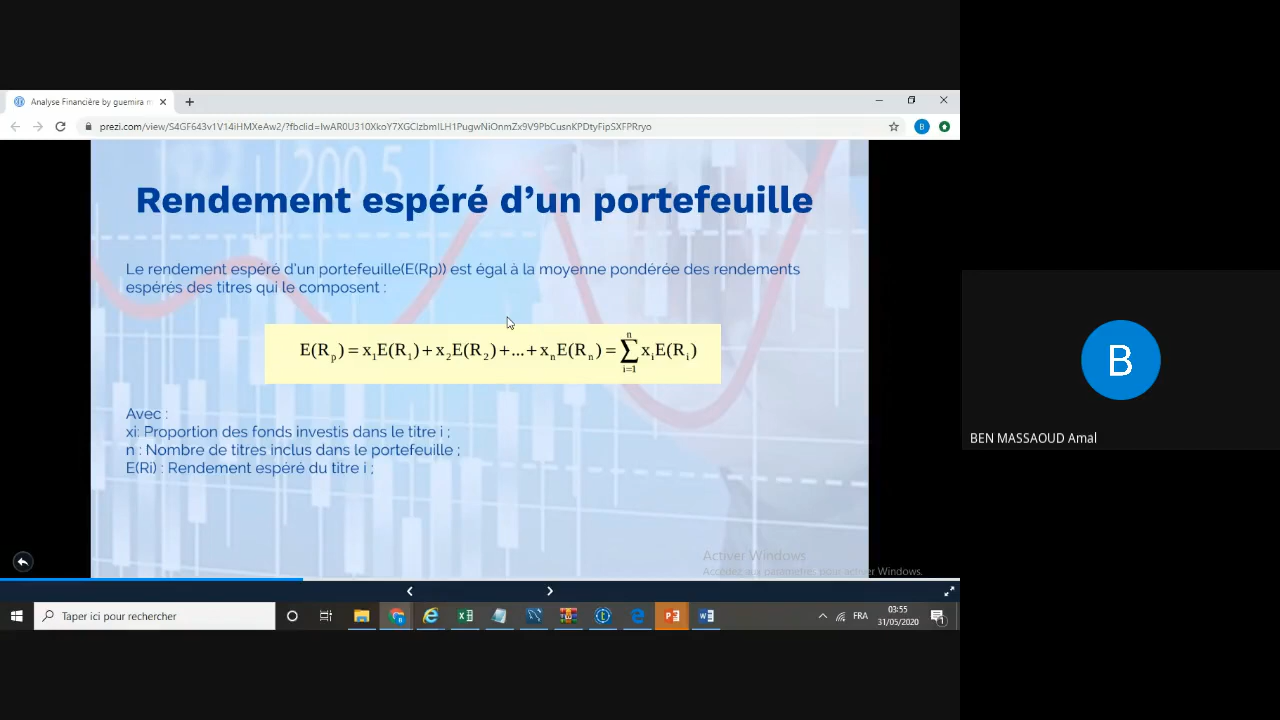 Analyse Financière by guemira m
prezi.com/view/S4GF643v1V14iHMXeAw2/?fbclid=IwAR0U310XkoY7XGClzbmILH1PugwNiOnmZx9V9PbCusnKPDtyFipSXFPRryo
B
200.5
Rendement espéré d'un portefeuille
Le rendement espéré d'un portefeuille(E(Rp)) est égal à la moyenne pondérée des rendements
espérés des titres qui le composent :
E(Rₚ) = x₁E(R₁) + x₂E(R₂) + ... + xₙE(Rₙ) = ∑ᵢ₌₁ⁿ xᵢE(Rᵢ)
Avec :
xi: Proportion des fonds investis dans le titre i ;
n : Nombre de titres inclus dans le portefeuille ;
E(Ri) : Rendement espéré du titre i ;
Activer Windows
Accédez aux paramètres pour activer Windows.
Taper ici pour rechercher
FRA
03:55
31/05/2020
1
B
BEN MASSAOUD Amal